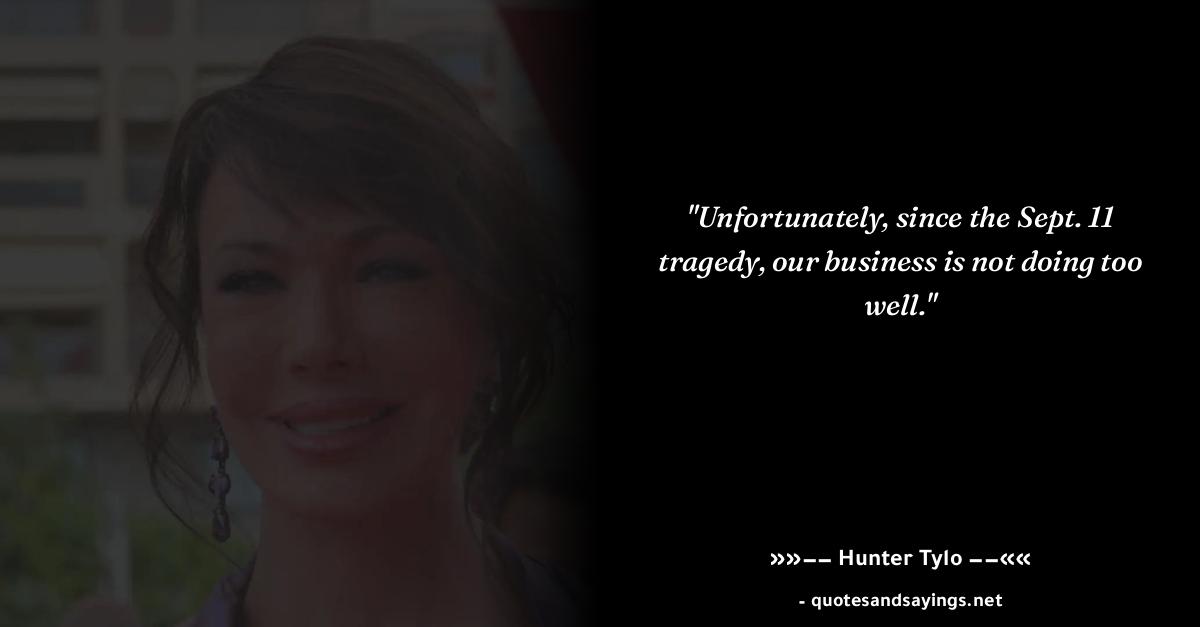 "Unfortunately, since the Sept. 11
tragedy, our business is not doing too
well."
»»–– Hunter Tylo ––««
- quotesandsayings.net